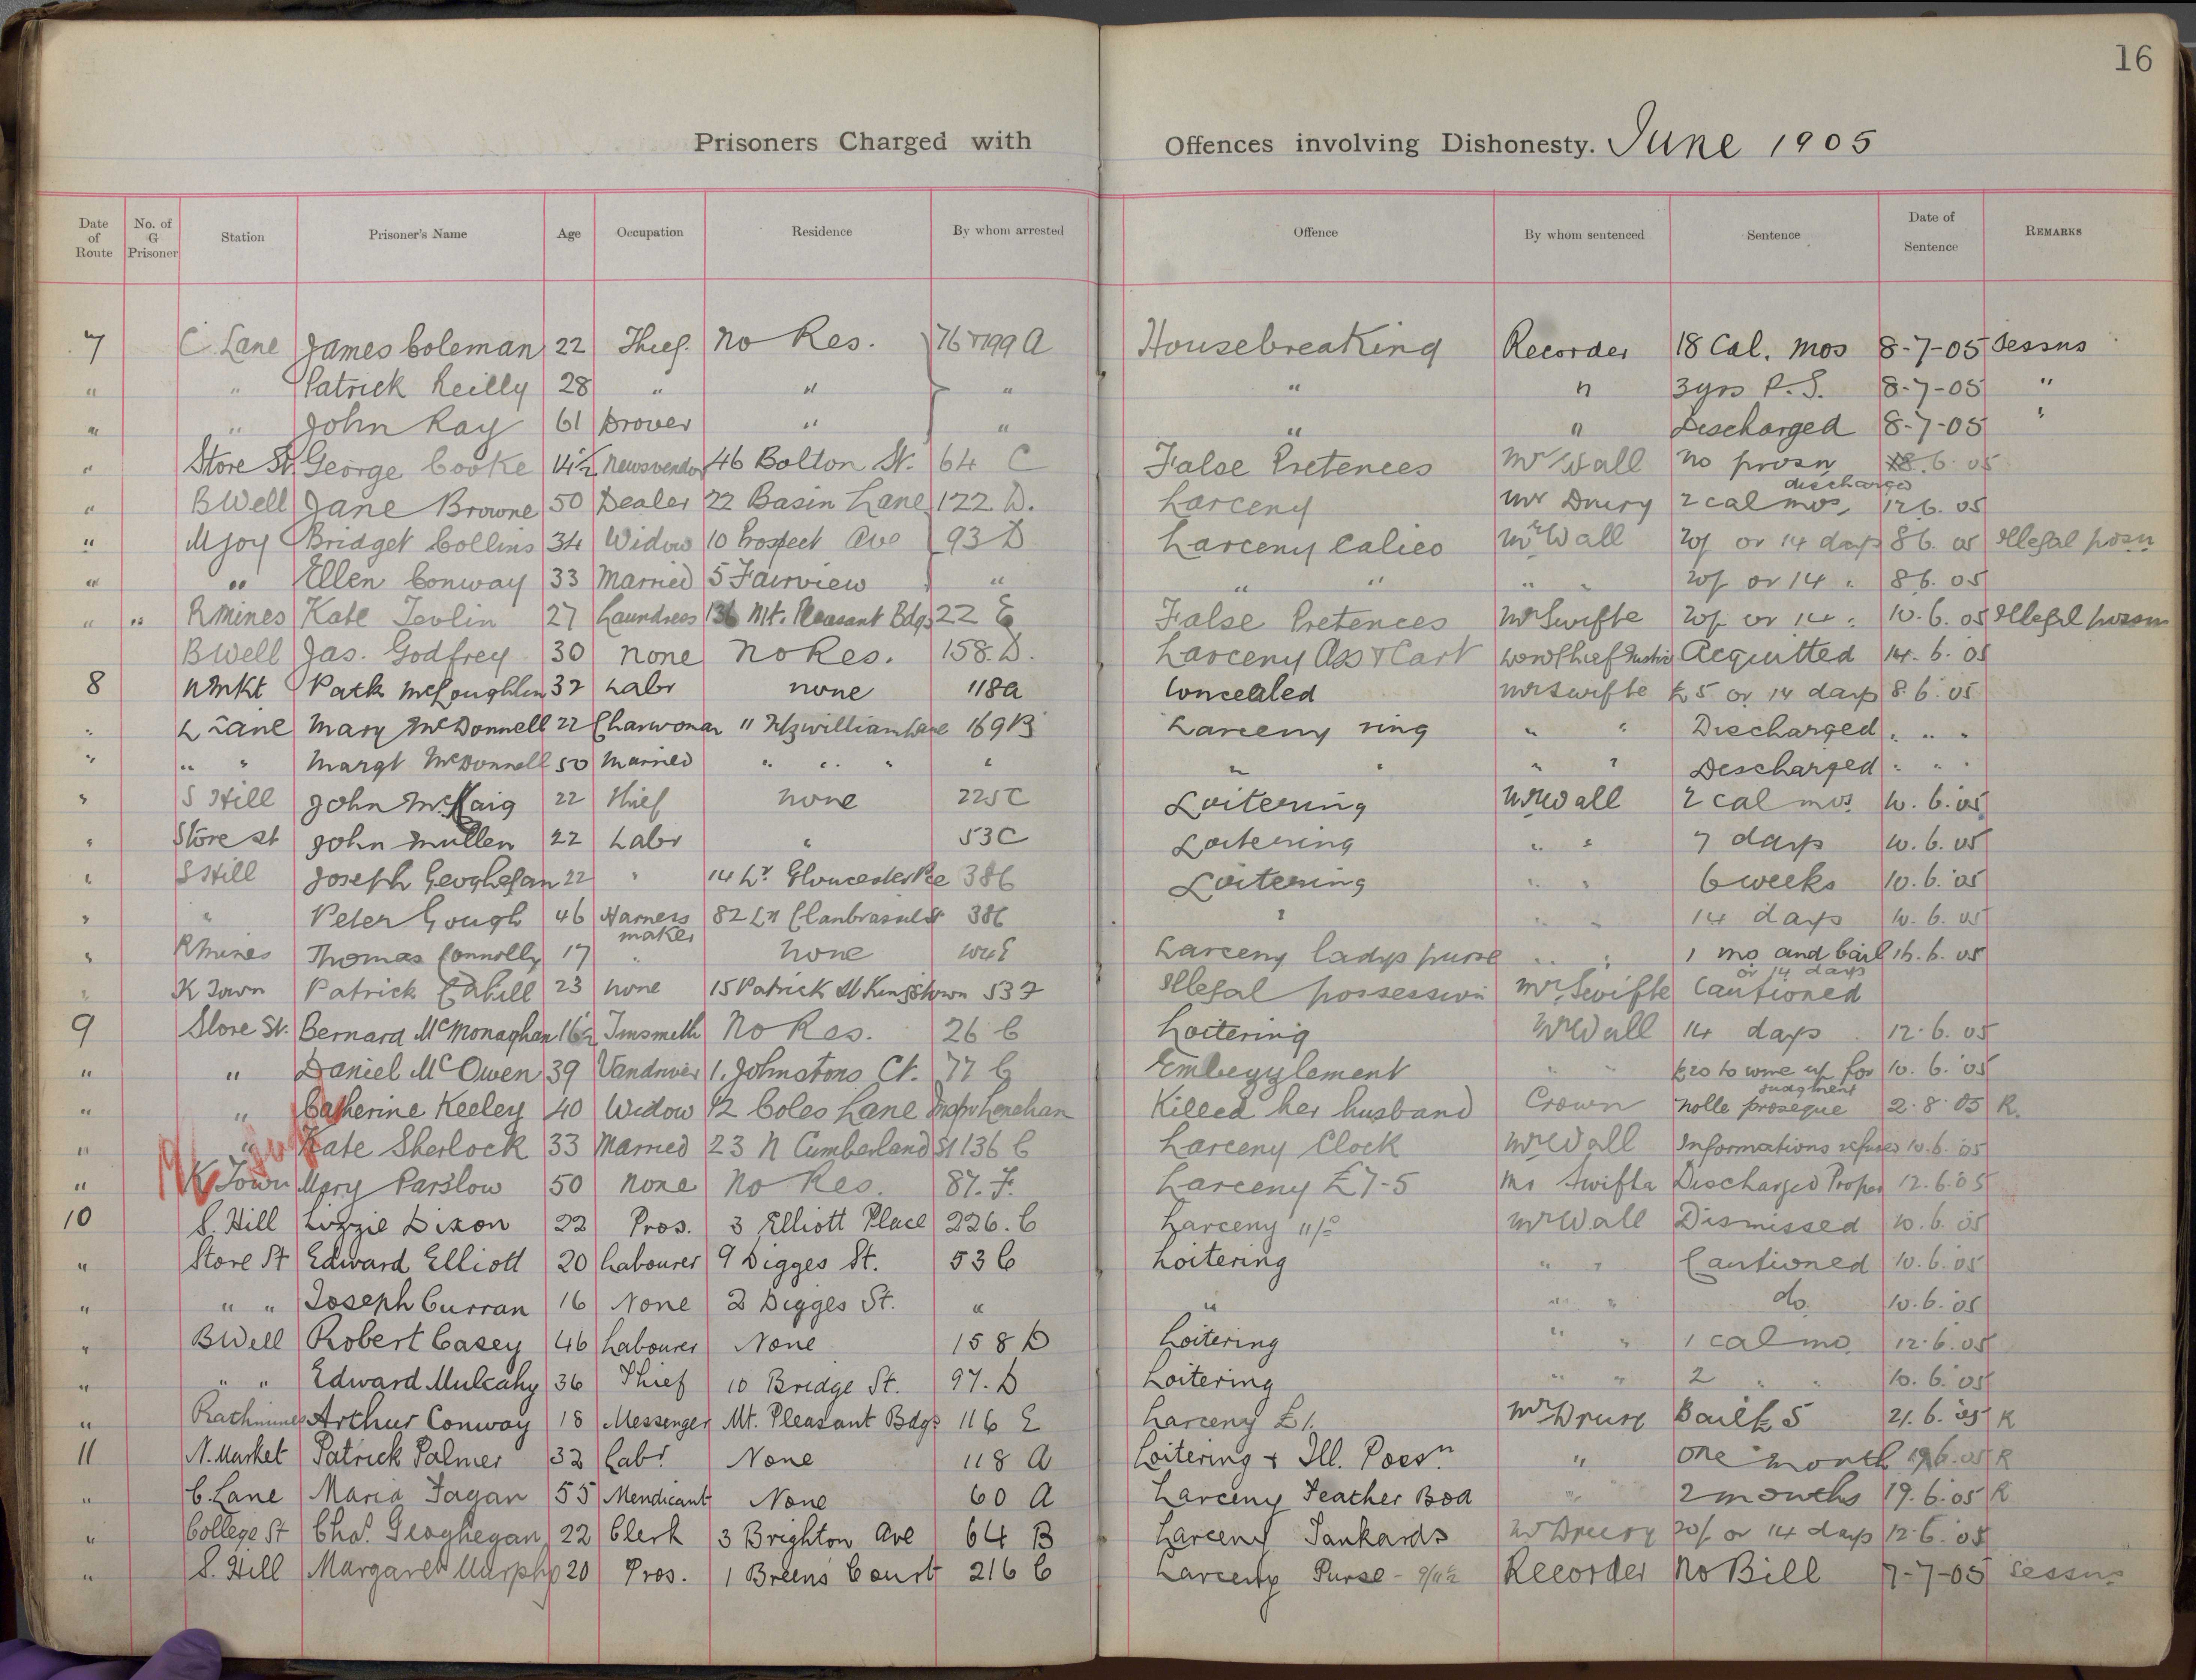 16
Prisoners Charged with Offences involving Dishonesty. June 1905
Date of Route No. of G Prisoner Station Prisoner's Name Age Occupation Residence By whom arrested Offence By whom sentenced Sentence Date of Sentence Remarks
7 C. Lane James Coleman 22 Thief. No Res. 76 + 199 A Housebreaking Recorder 18 Cal. mos 8-7-05 Sessns
" " Patrick Reilly 28 " " " " " 3 yrs P.S. 8-7-05 "
" " John Ray 61 Drover " " " " Discharged 8-7-05 "
" Store St George Cooke 14½ Newsvendor 46 Bolton St. 64 C False Pretences Mr Wall No prosn discharged 8.6.05
" BWell Jane Browne 50 Dealer 22 Basin Lane 122. D. Larceny Mr Drury 2 cal mos, 12 6. 05
" Mjoy Bridget Collins 34 Widow 10 Prospect Ave 93 D Larceny Calico Mr Wall 20/- or 14 days 8 6. 05 Illegal possn
" " Ellen Conway 33 Married 5 Fairview " " " " " 20/- or 14 " 8 6. 05
" " RMines Kate Tevlin 27 Laundress 136 Mt. Pleasant Bdgs 22 E False Pretences Mr Swifte 20/- or 14 " 10. 6. 05 Illegal possn
BWell Jas. Godfrey 30 None No Res. 158. D. Larceny Ass & Cart Lord Chief Justice Acquitted 14. 6. 05
8 NMkt Patk McLoughlin 32 Labr none 118 A Concealed Mr Swifte £5 or 14 days 8. 6. 05
" L Lane Mary McDonnell 22 Charwoman 11 Fitzwilliam Lane 169 B Larceny ring " " Discharged " " "
" " " Margt McDonnell 50 Married " " " " " " " " Discharged " " "
" S Hill John McKaig 22 Thief none 225 C Loitering Mr Wall 2 cal mos 10. 6. 05
" Store St John Mullen 22 Labr " 53 C Loitering " " 7 days 10. 6. 05
" S Hill Joseph Geoghegan 22 " 14 Lr. Gloucester Pce 38 C Loitering " " 6 weeks 10. 6. 05
" " Peter Gough 46 Harness maker 82 Lr Clanbrassil St 38 C " " " 14 days 10. 6. 05
" RMines Thomas Connolly 17 " none Larceny ladys purse " " 1 mo and bail or 14 days 16. 6. 05
" K Town Patrick Cahill 23 none 15 Patrick St Kingstown 53 F Illegal possession Mr Swifte Cautioned
9 Store St. Bernard McMonaghan 16½ Tinsmith No Res. 26 C Loitering Mr Wall 14 days 12. 6. 05
" " Daniel McOwen 39 Vandriver 1. Johnstons Ct. 77 C Embezzlement " " £20 to come up for judgment 10. 6. 05
" " Catherine Keeley 40 Widow 12 Coles Lane Inspr Lenehan Killed her husband Crown Nolle proseque 2. 8 05 R.
" " Kate Sherlock 33 Married 23 N Cumberland St 136 C Larceny Clock Mr Wall Informations refused 10. 6. 05
" K Town Mary Parslow 50 None No Res. 87. F. Larceny £7-5 Mr Swifte Discharged 12. 6. 05
10 S. Hill Lizzie Dixon 22 Pros. 3 Elliott Place 226. C Larceny 11/- Mr Wall Dismissed 10. 6. 05
" Store St Edward Elliott 20 Labourer 9 Digges St. 53 C Loitering " " Cautioned 10. 6. 05
" " " Joseph Curran 16 None 2 Digges St. " " " " do. 10. 6. 05
" BWell Robert Casey 46 Labourer None 158 D Loitering " " 1 cal mo. 12. 6. 05
" " " Edward Mulcahy 36 Thief 10 Bridge St. 97. D Loitering " " 2 " " 10. 6. 05
" Rathmines Arthur Conway 18 Messenger Mt. Pleasant Bdgs 116 E Larceny £1. Mr Drury Bail £5 21. 6. 05 R
11 N. Market Patrick Palmer 32 Labr. None 118 A Loitering & Ill. Possn. " One month 19 6. 05 R
" C. Lane Maria Fagan 55 Mendicant None 60 A Larceny Feather Boa " 2 months 19. 6. 05 R
" College St Chas. Geoghegan 22 Clerk 3 Brighton Ave 64 B Larceny Tankards Mr Drury 20/- or 14 days 12. 6. 05
" S. Hill Margaret Murphy 20 Pros. 1 Breens Court 216 C Larceny Purse - 9/11½ Recorder No Bill 7-7-05 Sessns